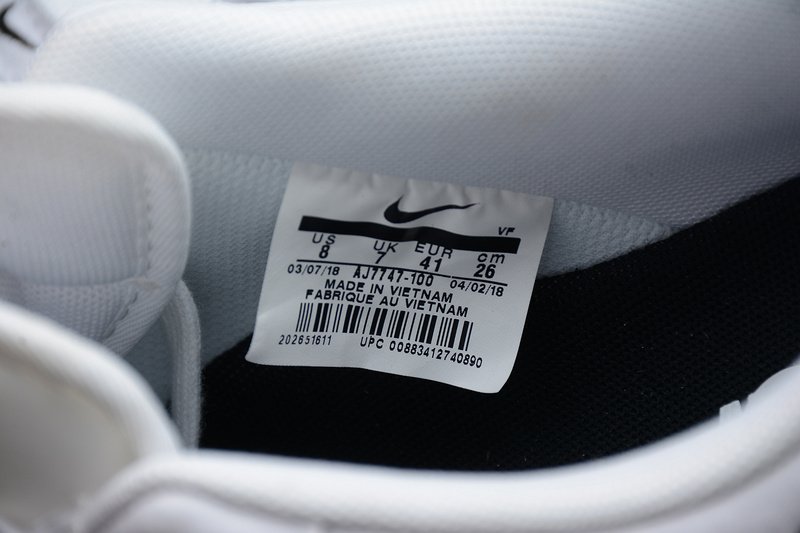 VF
US UK EUR cm
8 7 41 26
03/07/18 AJ7747-100 04/02/18
MADE IN VIETNAM
FABRIQUE AU VIETNAM
202651611 UPC 00883412740890